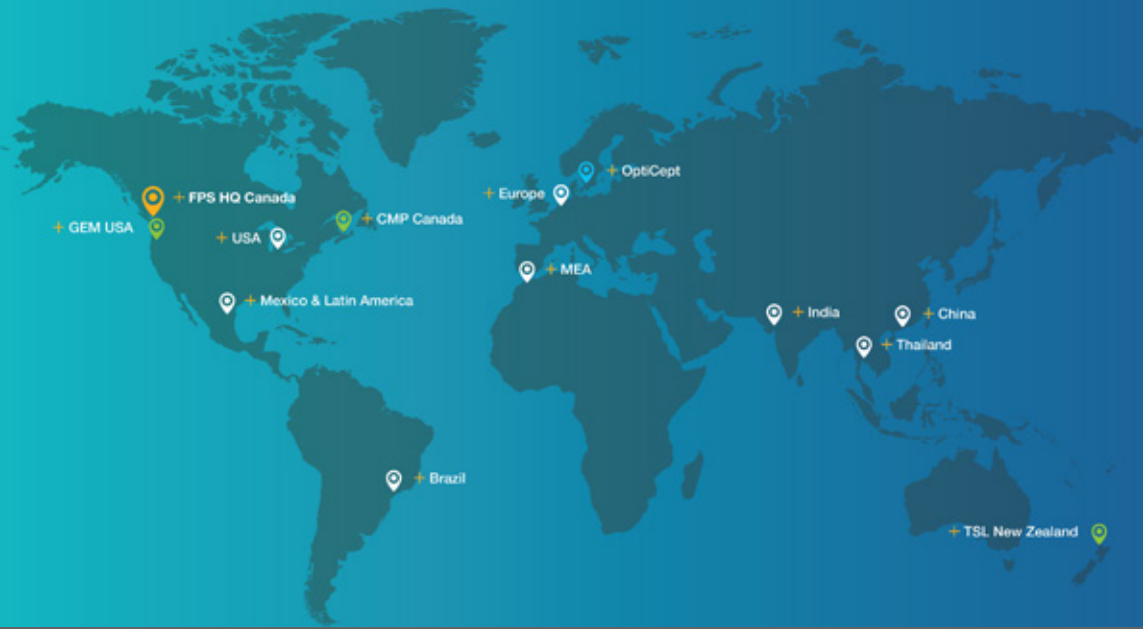 + OptiCept
+ Europe
+ FPS HQ Canada
+ CMP Canada
+ GEM USA
+ USA
+ MEA
+ Mexico & Latin America
+ India
+ China
+ Thailand
+ Brazil
+ TSL New Zealand